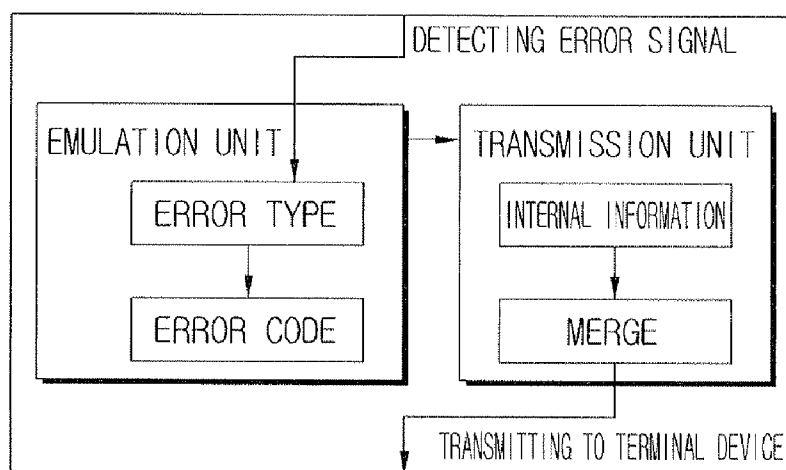 DETECTING ERROR SIGNAL
EMULATION UNIT
ERROR TYPE
ERROR CODE
TRANSMISSION UNIT
INTERNAL INFORMATION
MERGE
TRANSMITTING TO TERMINAL DEVICE